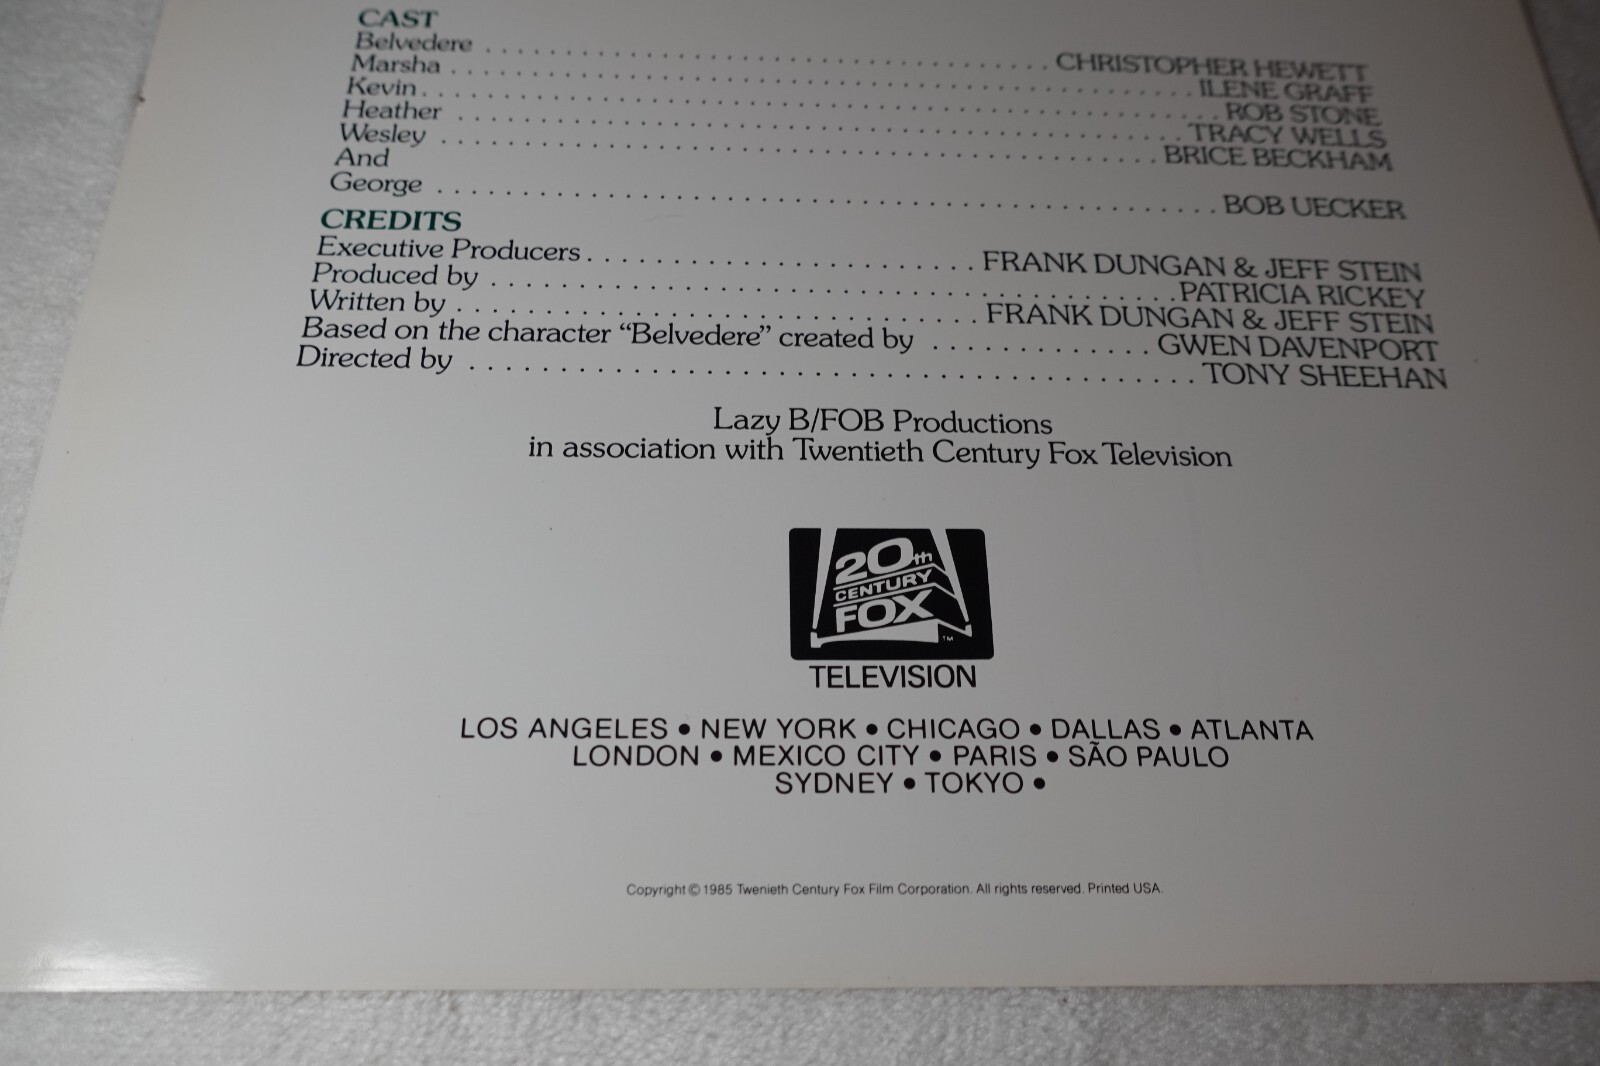 CAST
Belvedere . . . . . . . . . . . . . . . . . . . . . . . . . . . . . . . . . . . . . . . CHRISTOPHER HEWETT
Marsha . . . . . . . . . . . . . . . . . . . . . . . . . . . . . . . . . . . . . . . . . . . . . . . . . . . ILENE GRAFF
Kevin . . . . . . . . . . . . . . . . . . . . . . . . . . . . . . . . . . . . . . . . . . . . . . . . . . . . . . . ROB STONE
Heather . . . . . . . . . . . . . . . . . . . . . . . . . . . . . . . . . . . . . . . . . . . . . . . . . . TRACY WELLS
Wesley . . . . . . . . . . . . . . . . . . . . . . . . . . . . . . . . . . . . . . . . . . . . . . . . . BRICE BECKHAM
And
George . . . . . . . . . . . . . . . . . . . . . . . . . . . . . . . . . . . . . . . . . . . . . . . . . . . . . BOB UECKER
CREDITS
Executive Producers . . . . . . . . . . . . . . . . . . . . . . . . FRANK DUNGAN & JEFF STEIN
Produced by . . . . . . . . . . . . . . . . . . . . . . . . . . . . . . . . . . . . . . . . . . . PATRICIA RICKEY
Written by . . . . . . . . . . . . . . . . . . . . . . . . . . . . . . . FRANK DUNGAN & JEFF STEIN
Based on the character “Belvedere” created by . . . . . . . . . . . . . GWEN DAVENPORT
Directed by . . . . . . . . . . . . . . . . . . . . . . . . . . . . . . . . . . . . . . . . . . . . TONY SHEEHAN
Lazy B/FOB Productions
in association with Twentieth Century Fox Television
20th
CENTURY
FOX
TM
TELEVISION
LOS ANGELES • NEW YORK • CHICAGO • DALLAS • ATLANTA
LONDON • MEXICO CITY • PARIS • SÃO PAULO
SYDNEY • TOKYO •
Copyright © 1985 Twenieth Century Fox Film Corporation. All rights reserved. Printed USA.